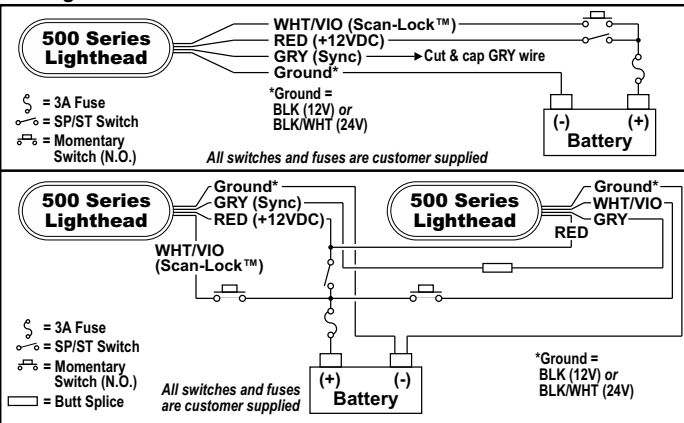 500 Series
Lighthead
WHT/VIO (Scan-Lock™)
RED (+12VDC)
GRY (Sync)
Cut & cap GRY wire
Ground*
*Ground =
BLK (12V) or
BLK/WHT (24V)
= 3A Fuse
= SP/ST Switch
= Momentary
Switch (N.O.)
All switches and fuses are customer supplied
(-)
(+)
Battery
500 Series
Lighthead
Ground*
GRY (Sync)
RED (+12VDC)
WHT/VIO
(Scan-Lock™)
500 Series
Lighthead
Ground*
WHT/VIO
GRY
RED
= 3A Fuse
= SP/ST Switch
= Momentary
Switch (N.O.)
= Butt Splice
All switches and fuses
are customer supplied
(+)
(-)
Battery
*Ground =
BLK (12V) or
BLK/WHT (24V)